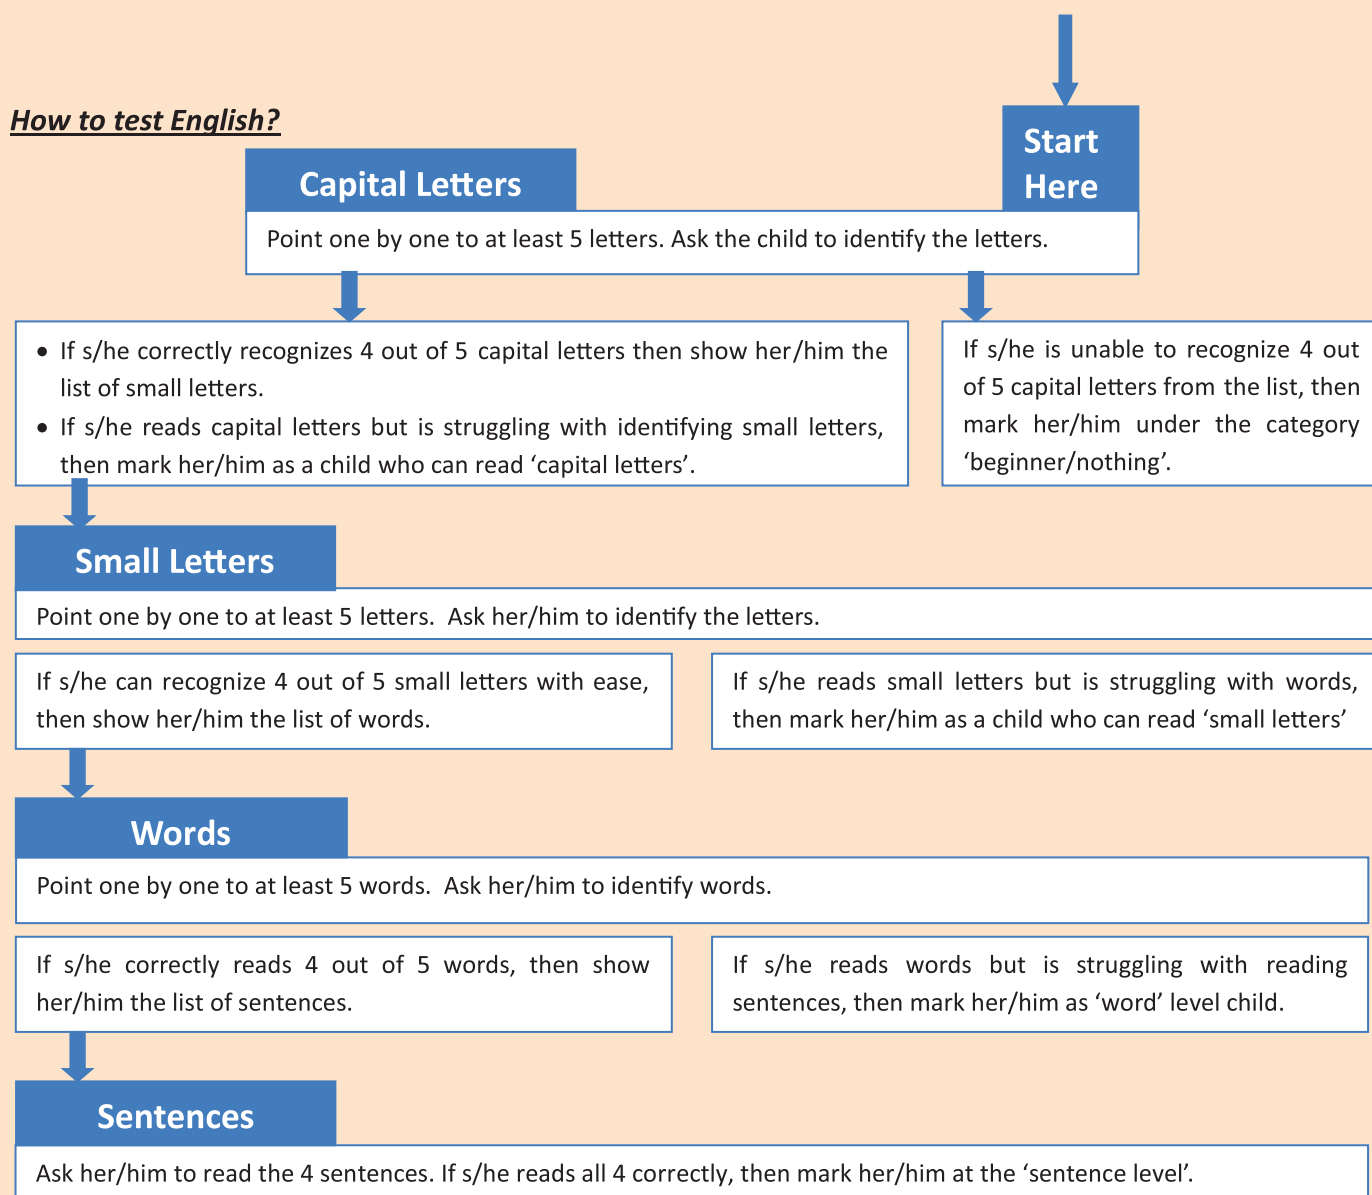 How to test English?
Start
Here
Capital Letters
Point one by one to at least 5 letters. Ask the child to identify the letters.
• If s/he correctly recognizes 4 out of 5 capital letters then show her/him the
list of small letters.
• If s/he reads capital letters but is struggling with identifying small letters,
then mark her/him as a child who can read ‘capital letters’.
If s/he is unable to recognize 4 out
of 5 capital letters from the list, then
mark her/him under the category
‘beginner/nothing’.
Small Letters
Point one by one to at least 5 letters.  Ask her/him to identify the letters.
If s/he can recognize 4 out of 5 small letters with ease,
then show her/him the list of words.
If s/he reads small letters but is struggling with words,
then mark her/him as a child who can read ‘small letters’
Words
Point one by one to at least 5 words.  Ask her/him to identify words.
If s/he correctly reads 4 out of 5 words, then show
her/him the list of sentences.
If s/he reads words but is struggling with reading
sentences, then mark her/him as ‘word’ level child.
Sentences
Ask her/him to read the 4 sentences. If s/he reads all 4 correctly, then mark her/him at the ‘sentence level’.